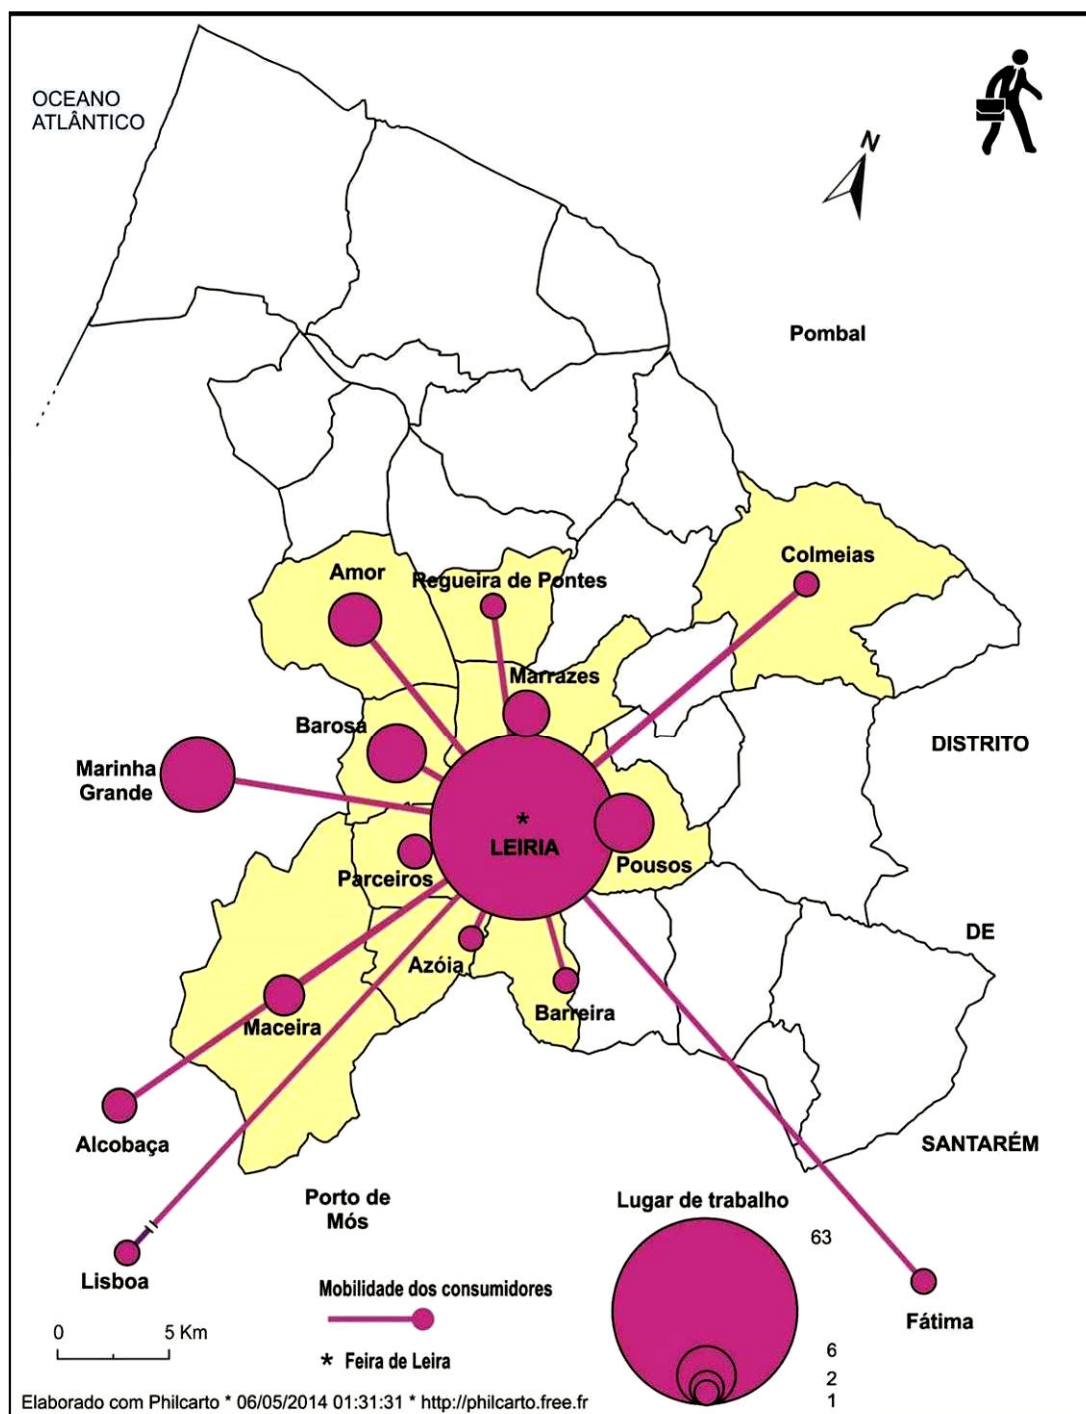 OCEANO
ATLÂNTICO
N
Pombal
Colmeias
Amor
Regueira de Pontes
Marrazes
Barosa
DISTRITO
Marinha
Grande
*
LEIRIA
Pousos
Parceiros
DE
Azóia
Barreira
Maceira
Alcobaça
SANTARÉM
Porto de
Mós
Lugar de trabalho
63
Lisboa
Mobilidade dos consumidores
Fátima
0 5 Km
6
* Feira de Leira
2
1
Elaborado com Philcarto * 06/05/2014 01:31:31 * http://philcarto.free.fr